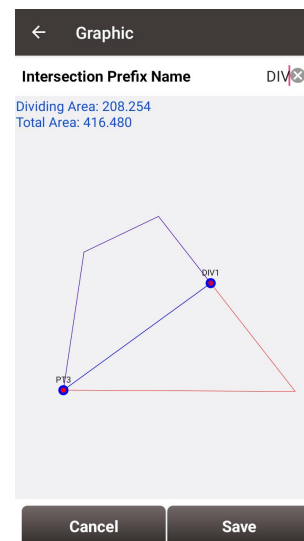 Graphic
Intersection Prefix Name DIV
Dividing Area: 208.254
Total Area: 416.480
DIV1
PT3
Cancel Save